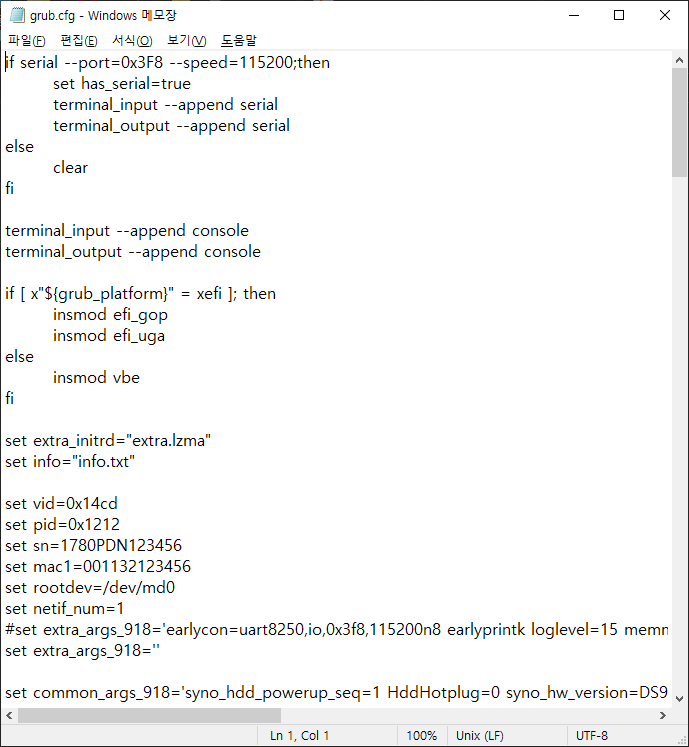 grub.cfg - Windows 메모장
파일(F) 편집(E) 서식(O) 보기(V) 도움말
if serial --port=0x3F8 --speed=115200;then
set has_serial=true
terminal_input --append serial
terminal_output --append serial
else
clear
fi
terminal_input --append console
terminal_output --append console
if [ x"${grub_platform}" = xefi ]; then
insmod efi_gop
insmod efi_uga
else
insmod vbe
fi
set extra_initrd="extra.lzma"
set info="info.txt"
set vid=0x14cd
set pid=0x1212
set sn=1780PDN123456
set mac1=001132123456
set rootdev=/dev/md0
set netif_num=1
#set extra_args_918='earlycon=uart8250,io,0x3f8,115200n8 earlyprintk loglevel=15
set extra_args_918=''
set common_args_918='syno_hdd_powerup_seq=1 HddHotplug=0 syno_hw_version=DS9
Ln 1, Col 1 100% Unix (LF) UTF-8